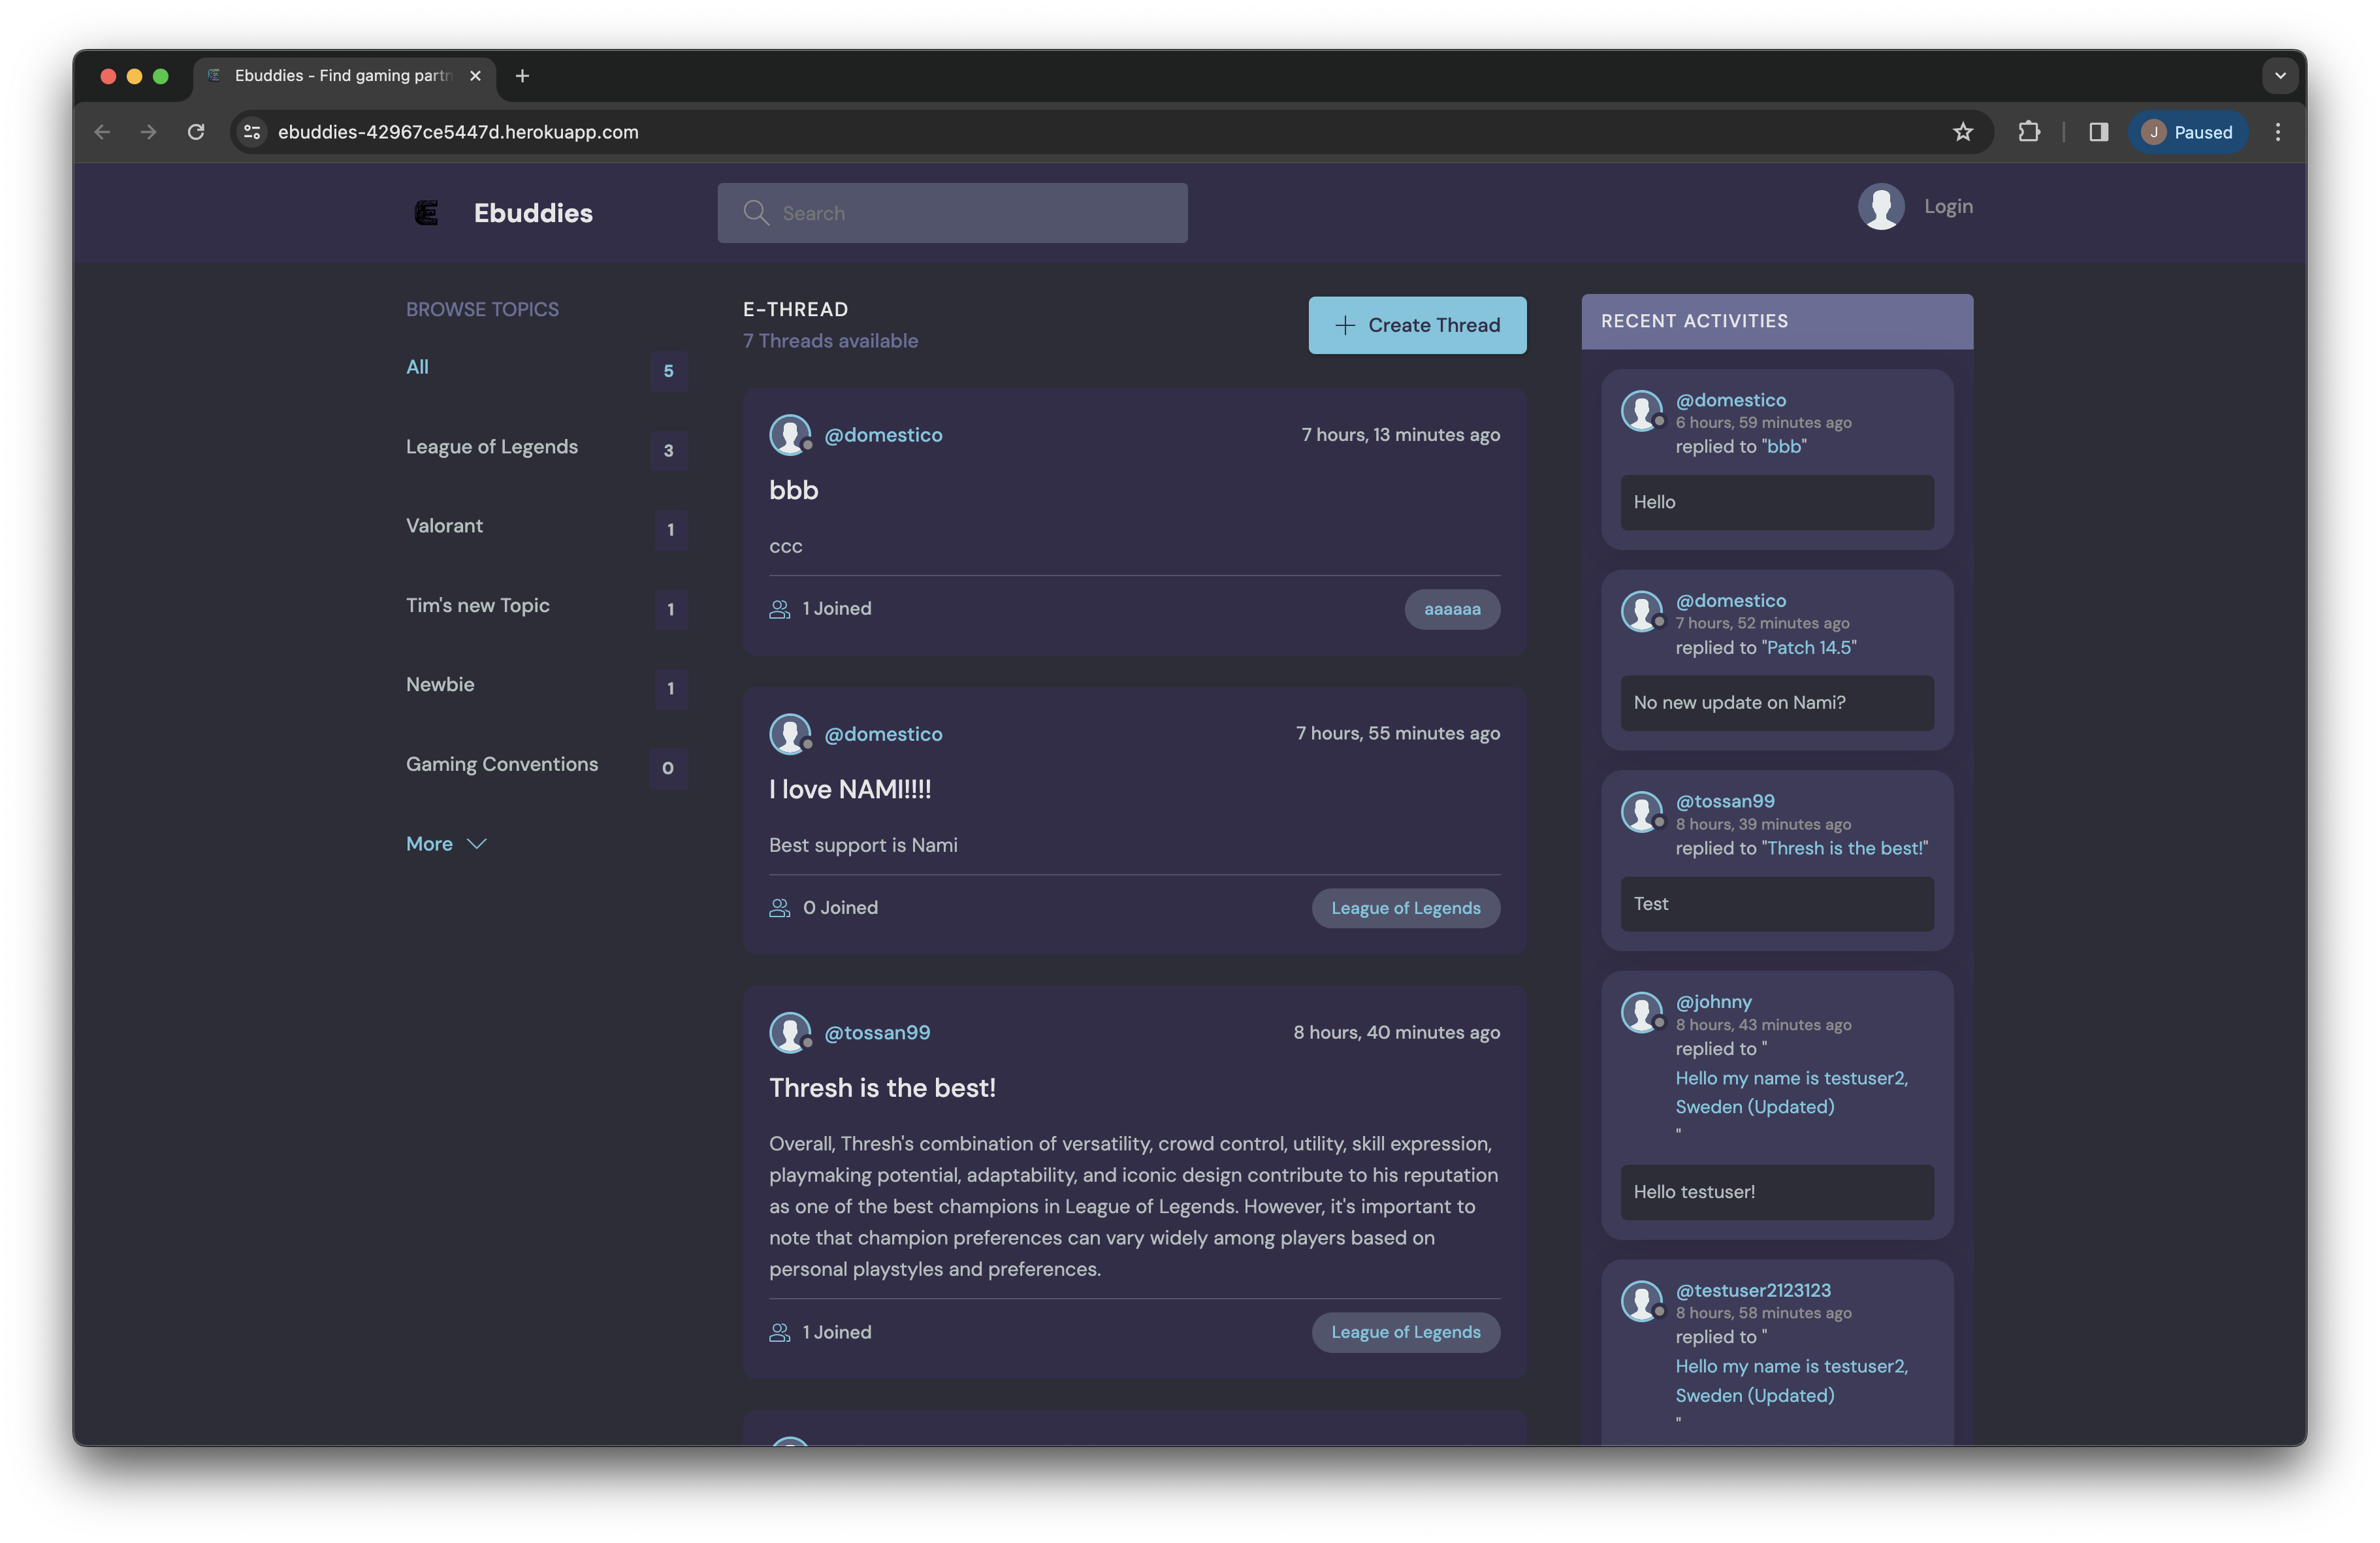 Ebuddies - Find gaming partn
ebuddies-42967ce5447d.herokuapp.com
J Paused
Ebuddies
Search
Login
BROWSE TOPICS
All 5
League of Legends 3
Valorant 1
Tim's new Topic 1
Newbie 1
Gaming Conventions 0
More
E-THREAD
7 Threads available
Create Thread
@domestico 7 hours, 13 minutes ago
bbb
ccc
1 Joined aaaaaa
@domestico 7 hours, 55 minutes ago
I love NAMI!!!!
Best support is Nami
0 Joined League of Legends
@tossan99 8 hours, 40 minutes ago
Thresh is the best!
Overall, Thresh's combination of versatility, crowd control, utility, skill expression,
playmaking potential, adaptability, and iconic design contribute to his reputation
as one of the best champions in League of Legends. However, it's important to
note that champion preferences can vary widely among players based on
personal playstyles and preferences.
1 Joined League of Legends
RECENT ACTIVITIES
@domestico
6 hours, 59 minutes ago
replied to "bbb"
Hello
@domestico
7 hours, 52 minutes ago
replied to "Patch 14.5"
No new update on Nami?
@tossan99
8 hours, 39 minutes ago
replied to "Thresh is the best!"
Test
@johnny
8 hours, 43 minutes ago
replied to "
Hello my name is testuser2,
Sweden (Updated)
"
Hello testuser!
@testuser2123123
8 hours, 58 minutes ago
replied to "
Hello my name is testuser2,
Sweden (Updated)
"